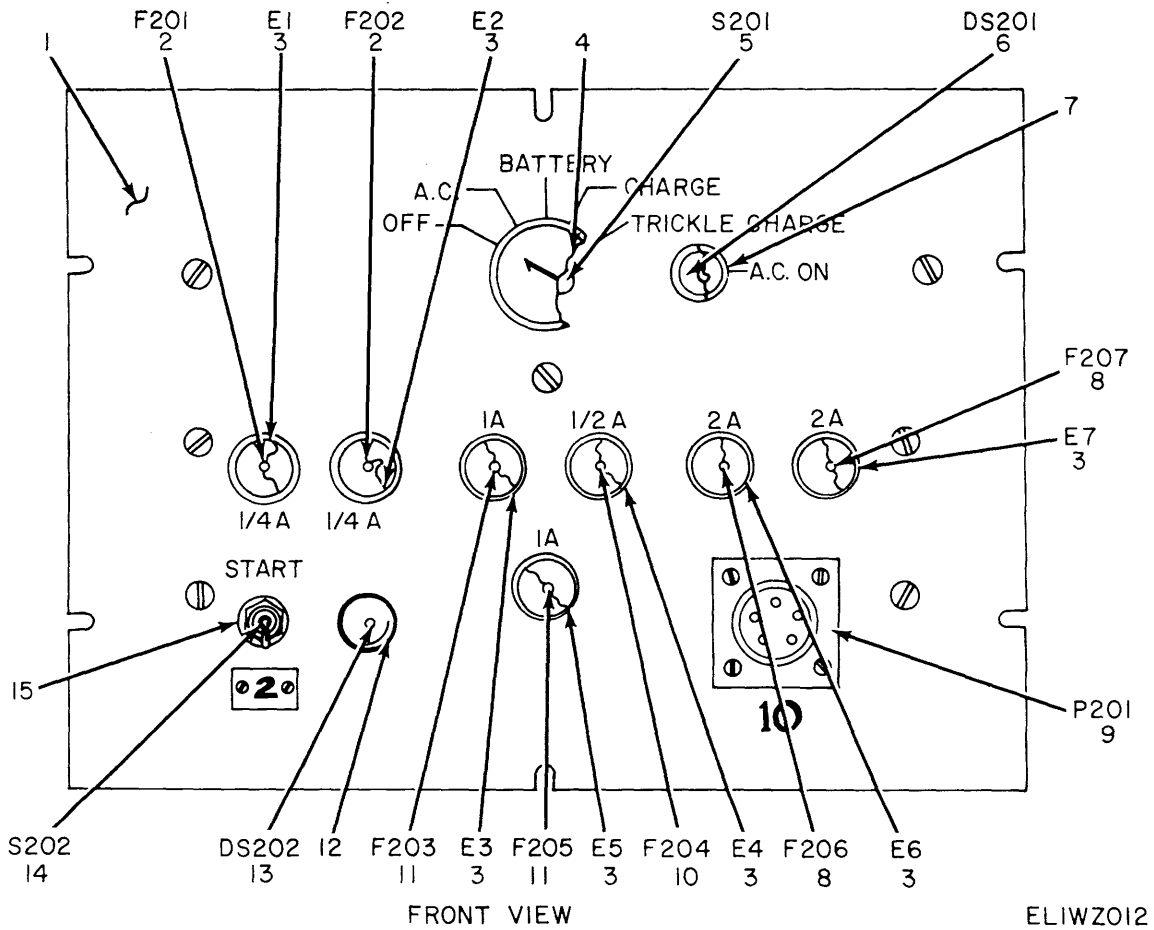 F201 E1 F202 E2 S201 DS201
1 2 3 2 3 4 5 6
7
BATTERY
A.C. CHARGE
OFF TRICKLE CHARGE
A.C. ON
F207
8
1A 1/2 A 2A 2A
E7
3
1/4 A 1/4 A
1A
START
15
2
10
P201
9
S202 DS202 12 F203 E3 F205 E5 F204 E4 F206 E6
14 13 11 3 11 3 10 3 8 3
FRONT VIEW
EL1WZ012